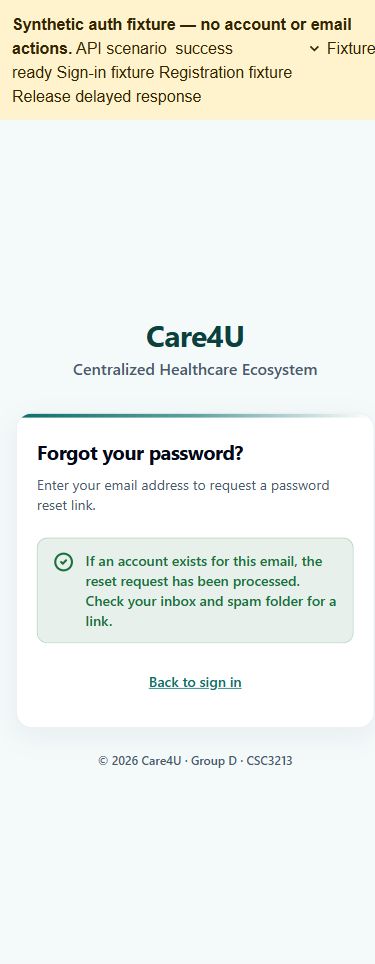 Synthetic auth fixture — no account or email
actions. API scenario success Fixture
ready Sign-in fixture Registration fixture
Release delayed response
Care4U
Centralized Healthcare Ecosystem
Forgot your password?
Enter your email address to request a password
reset link.
If an account exists for this email, the
reset request has been processed.
Check your inbox and spam folder for a
link.
Back to sign in
© 2026 Care4U · Group D · CSC3213